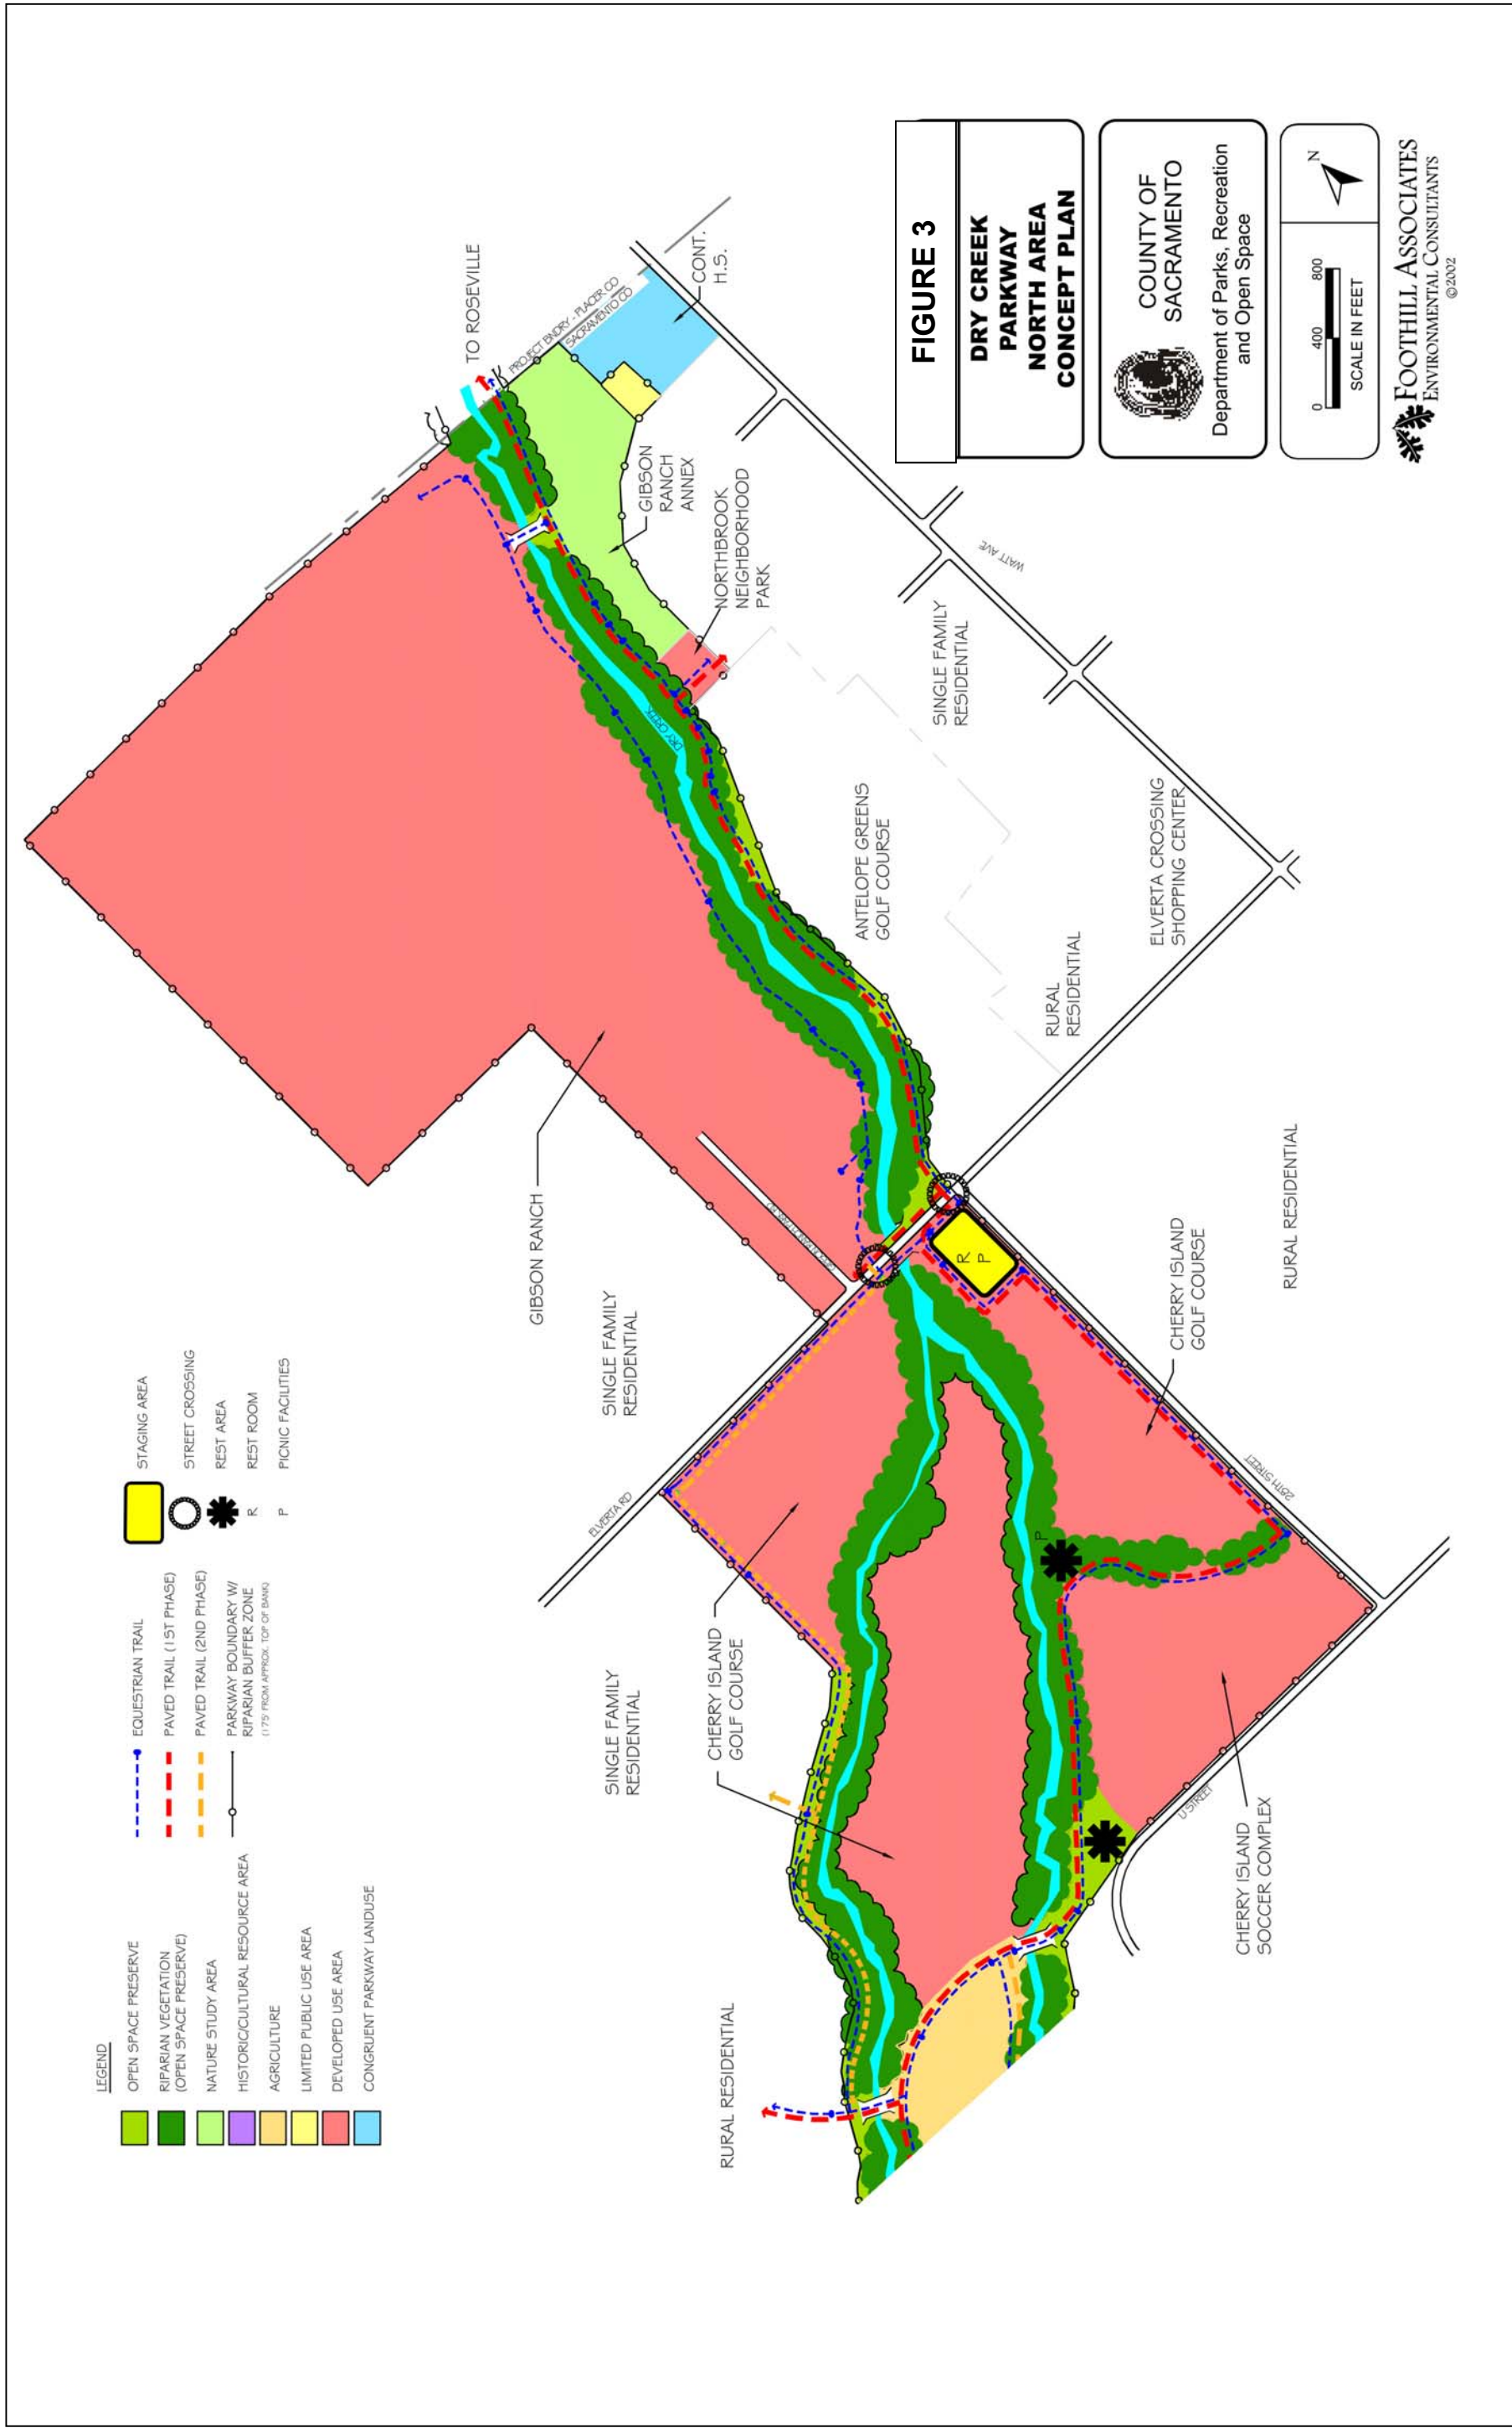 LEGEND
OPEN SPACE PRESERVE
RIPARIAN VEGETATION
(OPEN SPACE PRESERVE)
NATURE STUDY AREA
HISTORIC/CULTURAL RESOURCE AREA
AGRICULTURE
LIMITED PUBLIC USE AREA
DEVELOPED USE AREA
CONGRUENT PARKWAY LANDUSE
EQUESTRIAN TRAIL
PAVED TRAIL (1ST PHASE)
PAVED TRAIL (2ND PHASE)
PARKWAY BOUNDARY W/
RIPARIAN BUFFER ZONE
(175' FROM APPROX. TOP OF BANK)
STAGING AREA
STREET CROSSING
REST AREA
R
REST ROOM
P
PICNIC FACILITIES
TO ROSEVILLE
PROJECT BNDRY - PLACER CO
SACRAMENTO CO
CONT.
H.S.
GIBSON
RANCH
ANNEX
NORTHBROOK
NEIGHBORHOOD
PARK
WATT AVE
SINGLE FAMILY
RESIDENTIAL
DRY CREEK
ANTELOPE GREENS
GOLF COURSE
ELVERTA CROSSING
SHOPPING CENTER
RURAL
RESIDENTIAL
GIBSON RANCH
SINGLE FAMILY
RESIDENTIAL
ELVERTA RD
R
P
RURAL RESIDENTIAL
CHERRY ISLAND
GOLF COURSE
28TH STREET
P
SINGLE FAMILY
RESIDENTIAL
CHERRY ISLAND
GOLF COURSE
U STREET
CHERRY ISLAND
SOCCER COMPLEX
RURAL RESIDENTIAL
FIGURE 3
DRY CREEK
PARKWAY
NORTH AREA
CONCEPT PLAN
COUNTY OF
SACRAMENTO
Department of Parks, Recreation
and Open Space
0
400
800
SCALE IN FEET
N
FOOTHILL ASSOCIATES
ENVIRONMENTAL CONSULTANTS
©2002